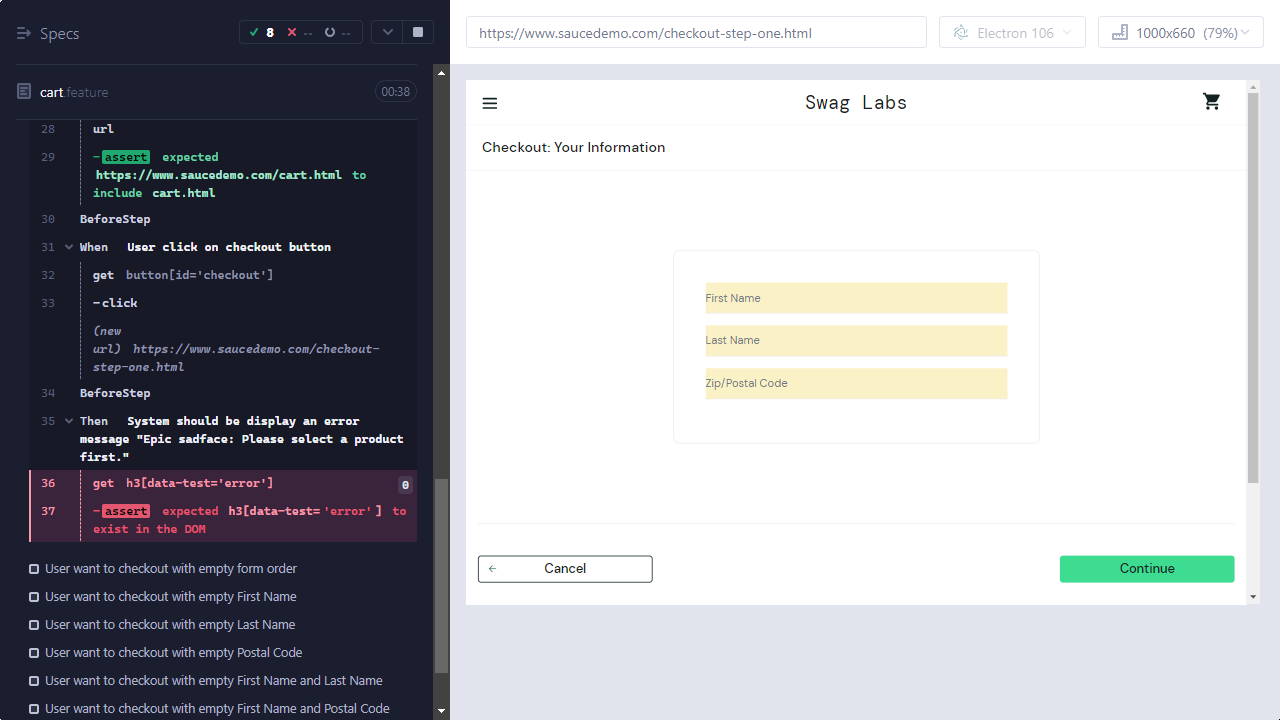 Specs
8
--
--
cart.feature
00:38
28 url
29 -assert expected
https://www.saucedemo.com/cart.html to
include cart.html
30 BeforeStep
31 When User click on checkout button
32 get button[id='checkout']
33 -click
(new
url) https://www.saucedemo.com/checkout-
step-one.html
34 BeforeStep
35 Then System should be display an error
message "Epic sadface: Please select a product
first."
36 get h3[data-test='error'] 0
37 -assert expected h3[data-test='error'] to
exist in the DOM
User want to checkout with empty form order
User want to checkout with empty First Name
User want to checkout with empty Last Name
User want to checkout with empty Postal Code
User want to checkout with empty First Name and Last Name
User want to checkout with empty First Name and Postal Code
https://www.saucedemo.com/checkout-step-one.html
Electron 106
1000x660 (79%)
Swag Labs
Checkout: Your Information
First Name
Last Name
Zip/Postal Code
Cancel
Continue